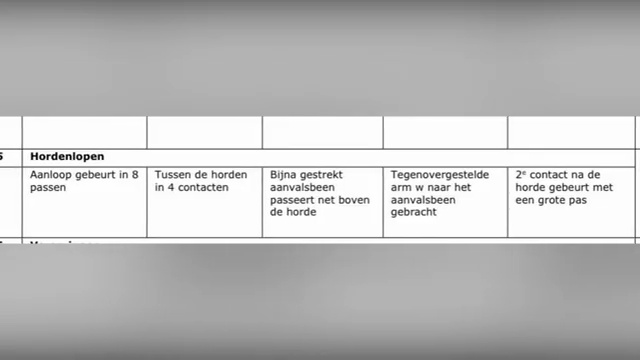 Hordenlopen
Aanloop gebeurt in 8
passen
Tussen de horden
in 4 contacten
Bijna gestrekt
aanvalsbeen
passeert net boven
de horde
Tegenovergestelde
arm w naar het
aanvalsbeen
gebracht
2e contact na de
horde gebeurt met
een grote pas